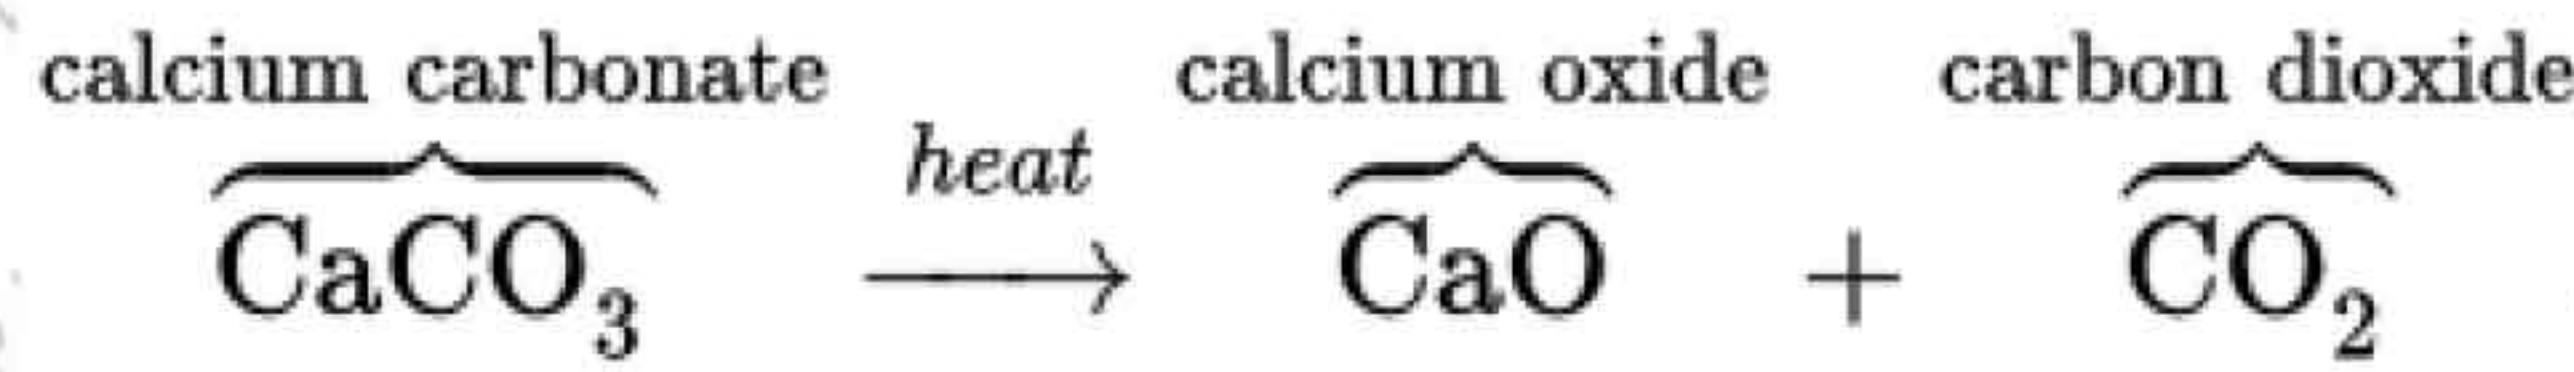 calcium carbonate calcium oxide carbon dioxide
heat
CaCO₃ ⟶ CaO + CO₂